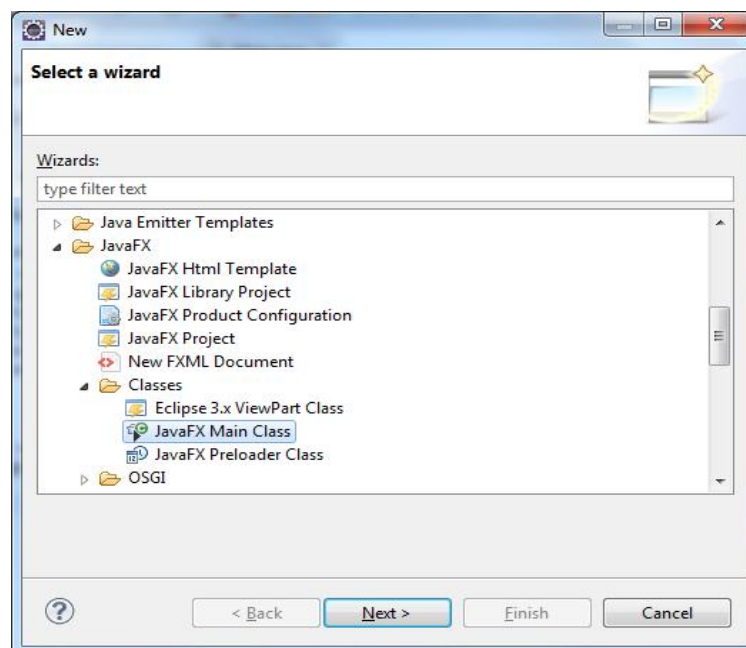 New
Select a wizard
Wizards:
type filter text
Java Emitter Templates
JavaFX
JavaFX Html Template
JavaFX Library Project
JavaFX Product Configuration
JavaFX Project
New FXML Document
Classes
Eclipse 3.x ViewPart Class
JavaFX Main Class
JavaFX Preloader Class
OSGI
? < Back Next > Finish Cancel